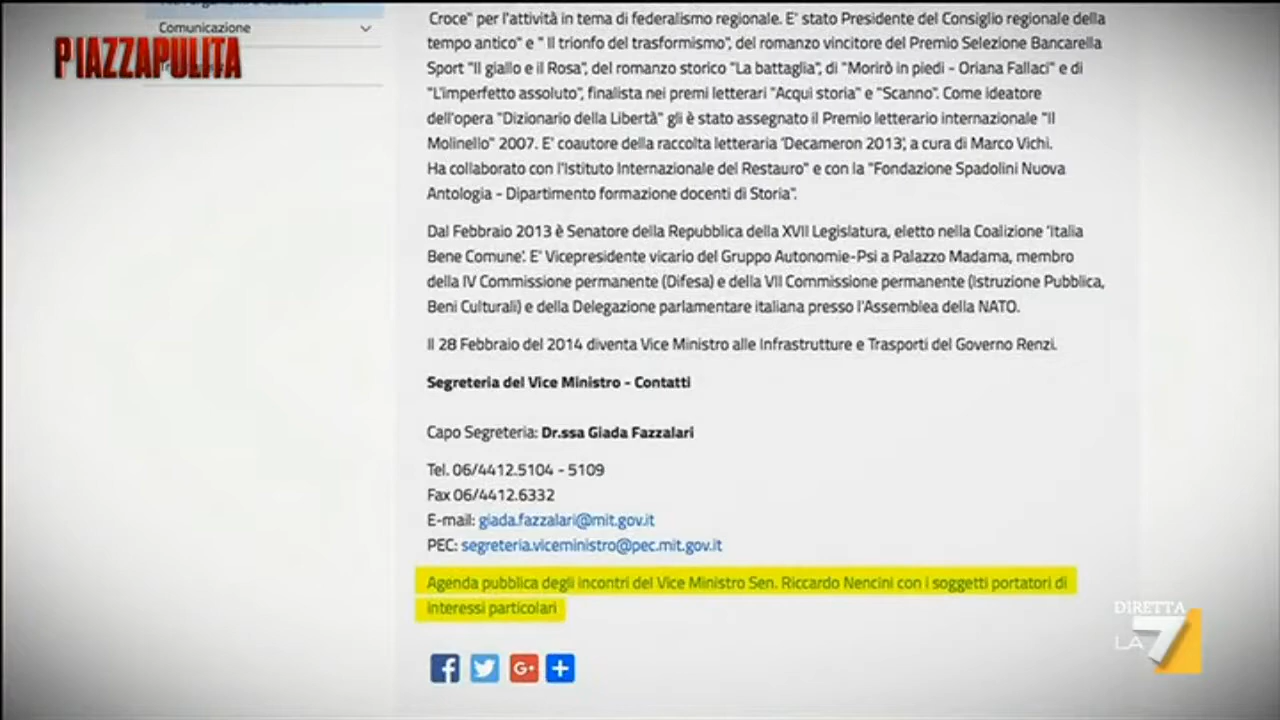 Comunicazione
PIAZZAPULITA
Croce" per l'attività in tema di federalismo regionale. E' stato Presidente del Consiglio regionale della
tempo antico" e " Il trionfo del trasformismo", del romanzo vincitore del Premio Selezione Bancarella
Sport "Il giallo e il Rosa", del romanzo storico "La battaglia", di "Morirò in piedi - Oriana Fallaci" e di
"L'imperfetto assoluto", finalista nei premi letterari "Acqui storia" e "Scanno". Come ideatore
dell'opera "Dizionario della Libertà" gli è stato assegnato il Premio letterario internazionale "Il
Molinello" 2007. E' coautore della raccolta letteraria 'Decameron 2013', a cura di Marco Vichi.
Ha collaborato con l'Istituto Internazionale del Restauro" e con la "Fondazione Spadolini Nuova
Antologia - Dipartimento formazione docenti di Storia".
Dal Febbraio 2013 è Senatore della Repubblica della XVII Legislatura, eletto nella Coalizione 'Italia
Bene Comune'. E' Vicepresidente vicario del Gruppo Autonomie-Psi a Palazzo Madama, membro
della IV Commissione permanente (Difesa) e della VII Commissione permanente (Istruzione Pubblica,
Beni Culturali) e della Delegazione parlamentare italiana presso l'Assemblea della NATO.
Il 28 Febbraio del 2014 diventa Vice Ministro alle Infrastrutture e Trasporti del Governo Renzi.
Segreteria del Vice Ministro - Contatti
Capo Segreteria: Dr.ssa Giada Fazzalari
Tel. 06/4412.5104 - 5109
Fax 06/4412.6332
E-mail: giada.fazzalari@mit.gov.it
PEC: segreteria.viceministro@pec.mit.gov.it
Agenda pubblica degli incontri del Vice Ministro Sen. Riccardo Nencini con i soggetti portatori di
interessi particolari
G+
DIRETTA
LA 7